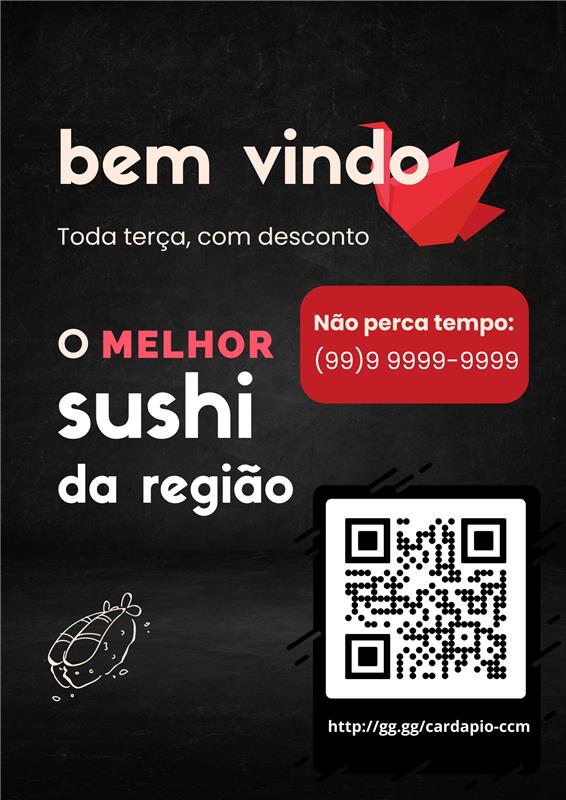 bem vindo
Toda terça, com desconto
Não perca tempo:
(99)9 9999-9999
O MELHOR
sushi
da região
http://gg.gg/cardapio-ccm